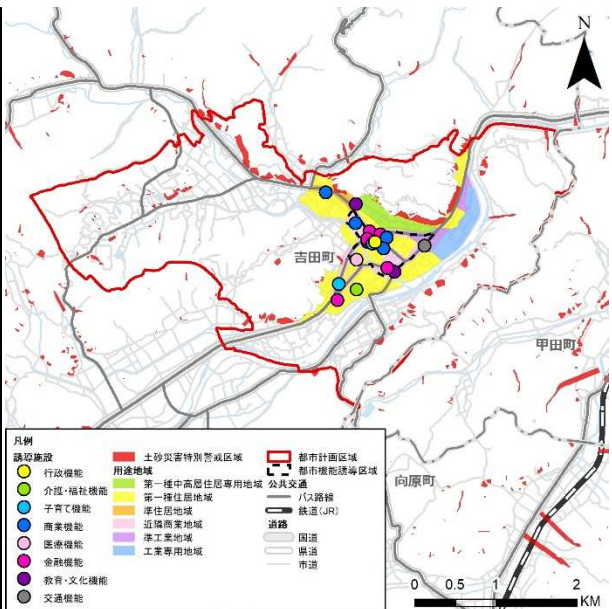 N
吉田町
甲田町
向原町
凡例
誘導施設
行政機能
介護・福祉機能
子育て機能
商業機能
医療機能
金融機能
教育・文化機能
交通機能
土砂災害特別警戒区域
用途地域
第一種中高層住居専用地域
第一種住居地域
準住居地域
近隣商業地域
準工業地域
工業専用地域
都市計画区域
都市機能誘導区域
公共交通
バス路線
鉄道(JR)
道路
国道
県道
市道
0 0.5 1 2
KM